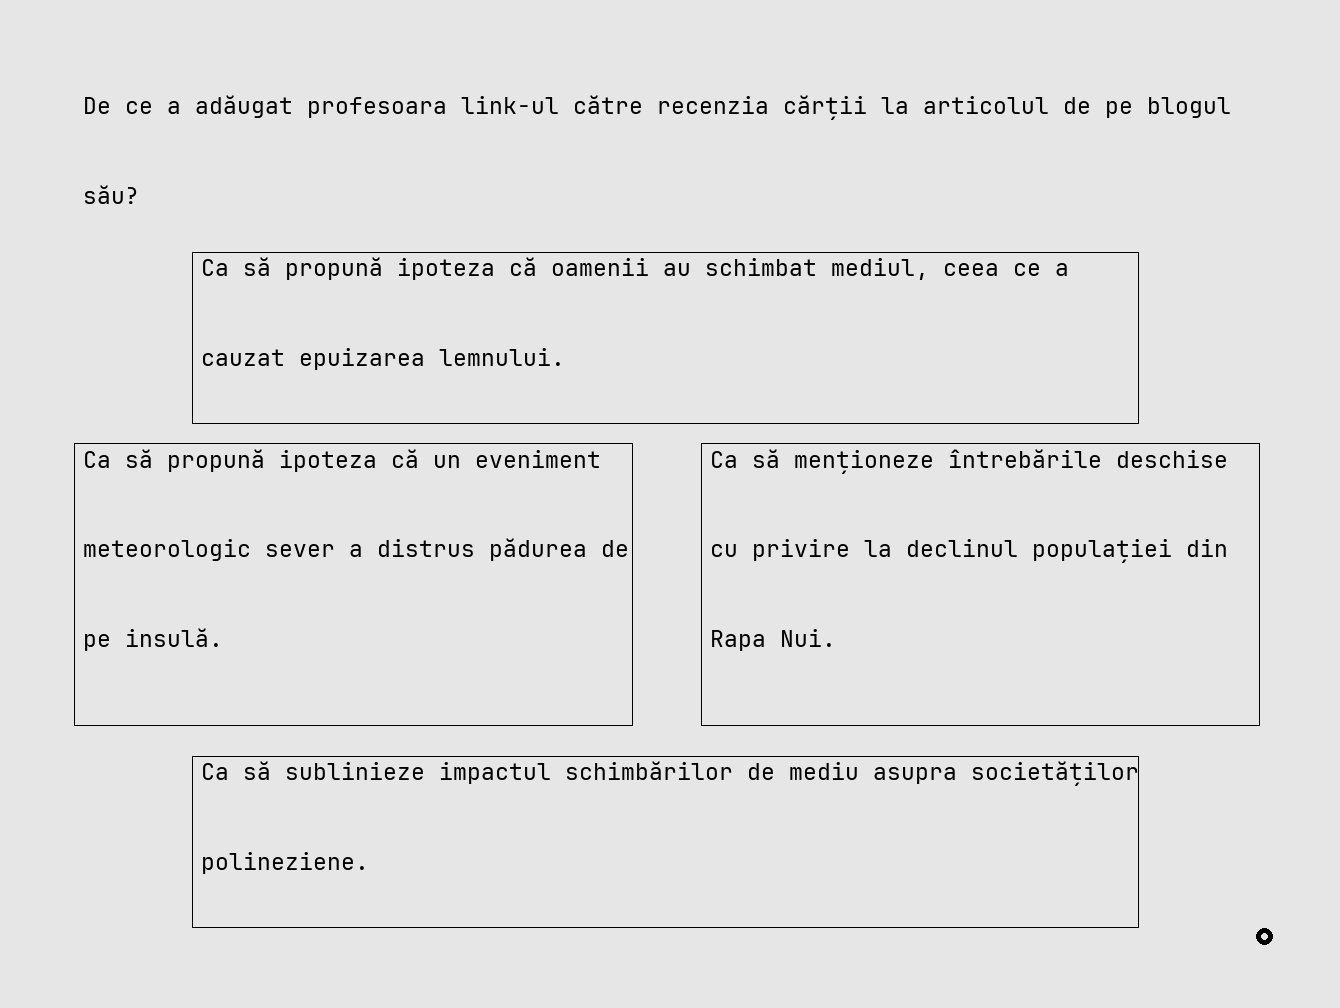 De ce a adăugat profesoara link-ul către recenzia cărții la articolul de pe blogul
său?
Ca să propună ipoteza că oamenii au schimbat mediul, ceea ce a
cauzat epuizarea lemnului.
Ca să propună ipoteza că un eveniment
meteorologic sever a distrus pădurea de
pe insulă.
Ca să menționeze întrebările deschise
cu privire la declinul populației din
Rapa Nui.
Ca să sublinieze impactul schimbărilor de mediu asupra societăților
polineziene.